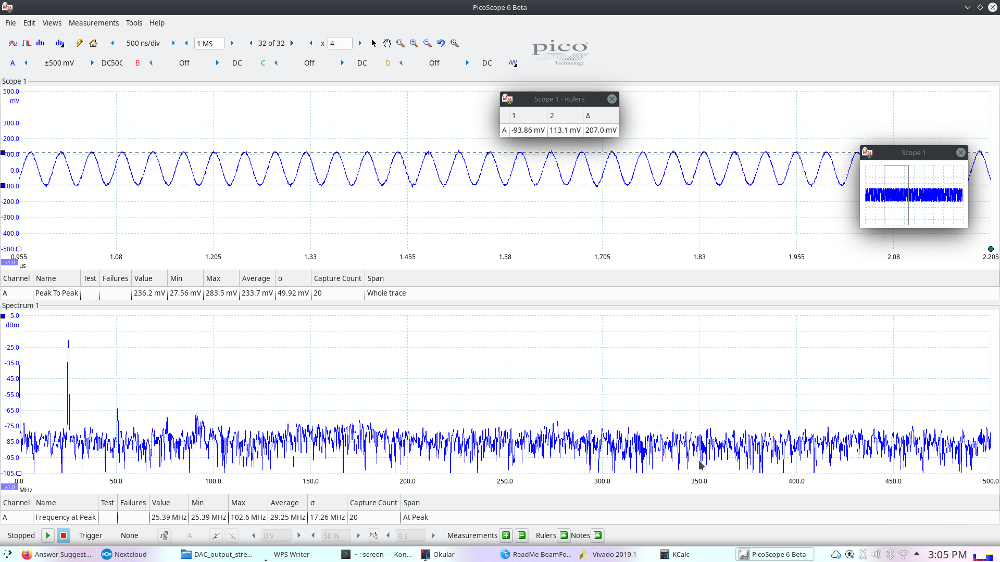 PicoScope 6 Beta
File Edit Views Measurements Tools Help
500 ns/div 1 MS 32 of 32 x 4
A ±500 mV DC50C B Off DC C Off DC D Off DC
pico
Technology
Scope 1
500.0
mV
300.0
200.0
100.0
0.0
-200.0
-300.0
-400.0
-500.0
x1.0
0.955 1.08 1.205 1.33 1.455 1.58 1.705 1.83 1.955 2.08 2.205
µs
BETA Scope 1 - Rulers
1 2 Δ
A -93.86 mV 113.1 mV 207.0 mV
BETA Scope 1
Channel Name Test Failures Value Min Max Average σ Capture Count Span
A Peak To Peak 236.2 mV 27.56 mV 283.5 mV 233.7 mV 49.92 mV 20 Whole trace
Spectrum 1
-5.0
dBm
-25.0
-35.0
-45.0
-55.0
-65.0
-75.0
-85.0
-95.0
-105.0
x1.0
0.0 50.0 100.0 150.0 200.0 250.0 300.0 350.0 400.0 450.0 500.0
MHz
Channel Name Test Failures Value Min Max Average σ Capture Count Span
A Frequency at Peak 25.39 MHz 25.39 MHz 102.6 MHz 29.25 MHz 17.26 MHz 20 At Peak
Stopped Trigger None A 0 V 50 % 0 s Measurements Rulers Notes
Answer Suggest... Nextcloud DAC_output_stre... WPS Writer ~ : screen — Kon... Okular ReadMe BeamFo... Vivado 2019.1 KCalc PicoScope 6 Beta 3:05 PM